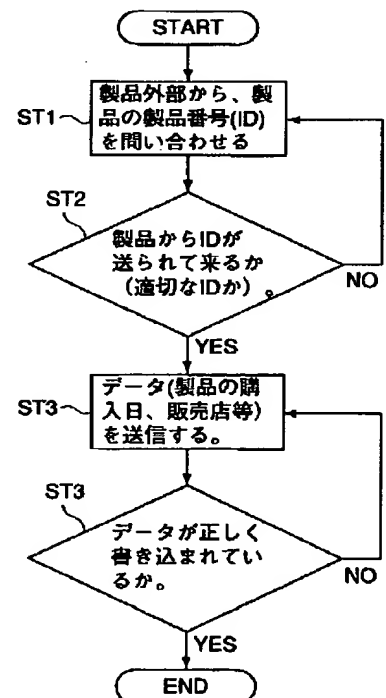 START
ST1
製品外部から、製
品の製品番号(ID)
を問い合わせる
ST2
製品からIDが
送られて来るか
(適切なIDか)。
NO
YES
ST3
データ(製品の購
入日、販売店等)
を送信する。
ST3
データが正しく
書き込まれてい
るか。
NO
YES
END